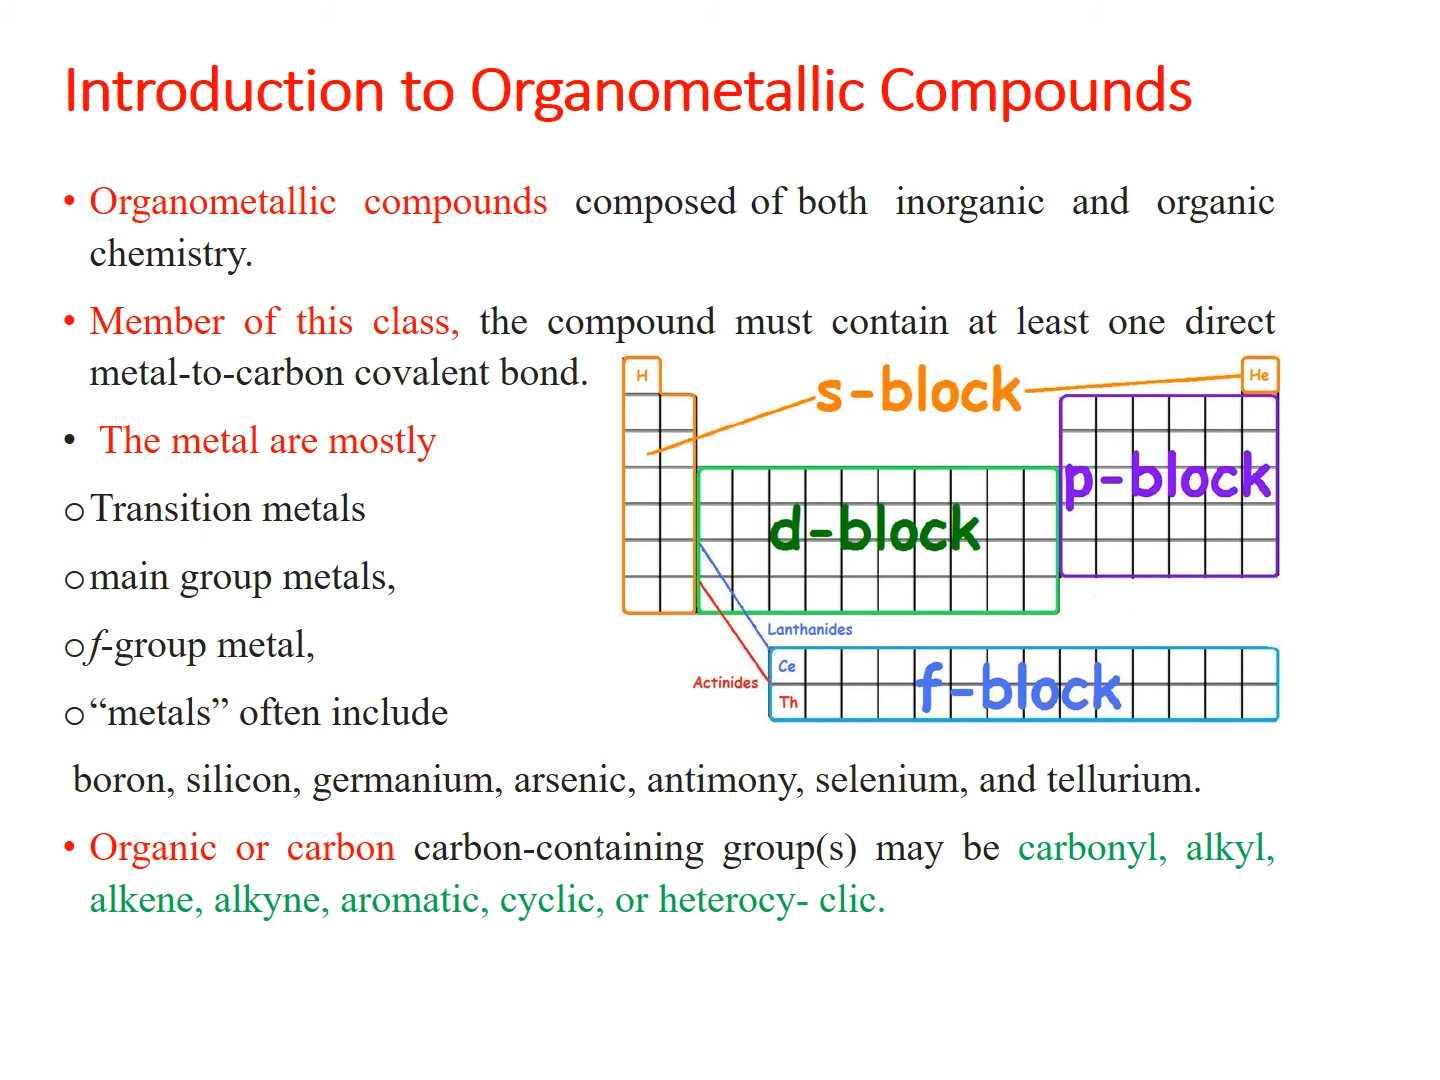 Introduction to Organometallic Compounds
• Organometallic compounds composed of both inorganic and organic
chemistry.
• Member of this class, the compound must contain at least one direct
metal-to-carbon covalent bond.
• The metal are mostly
o Transition metals
o main group metals,
o f-group metal,
o “metals” often include
boron, silicon, germanium, arsenic, antimony, selenium, and tellurium.
• Organic or carbon carbon-containing group(s) may be carbonyl, alkyl,
alkene, alkyne, aromatic, cyclic, or heterocy- clic.
H
s-block
He
p-block
d-block
Lanthanides
Ce
f-block
Actinides
Th